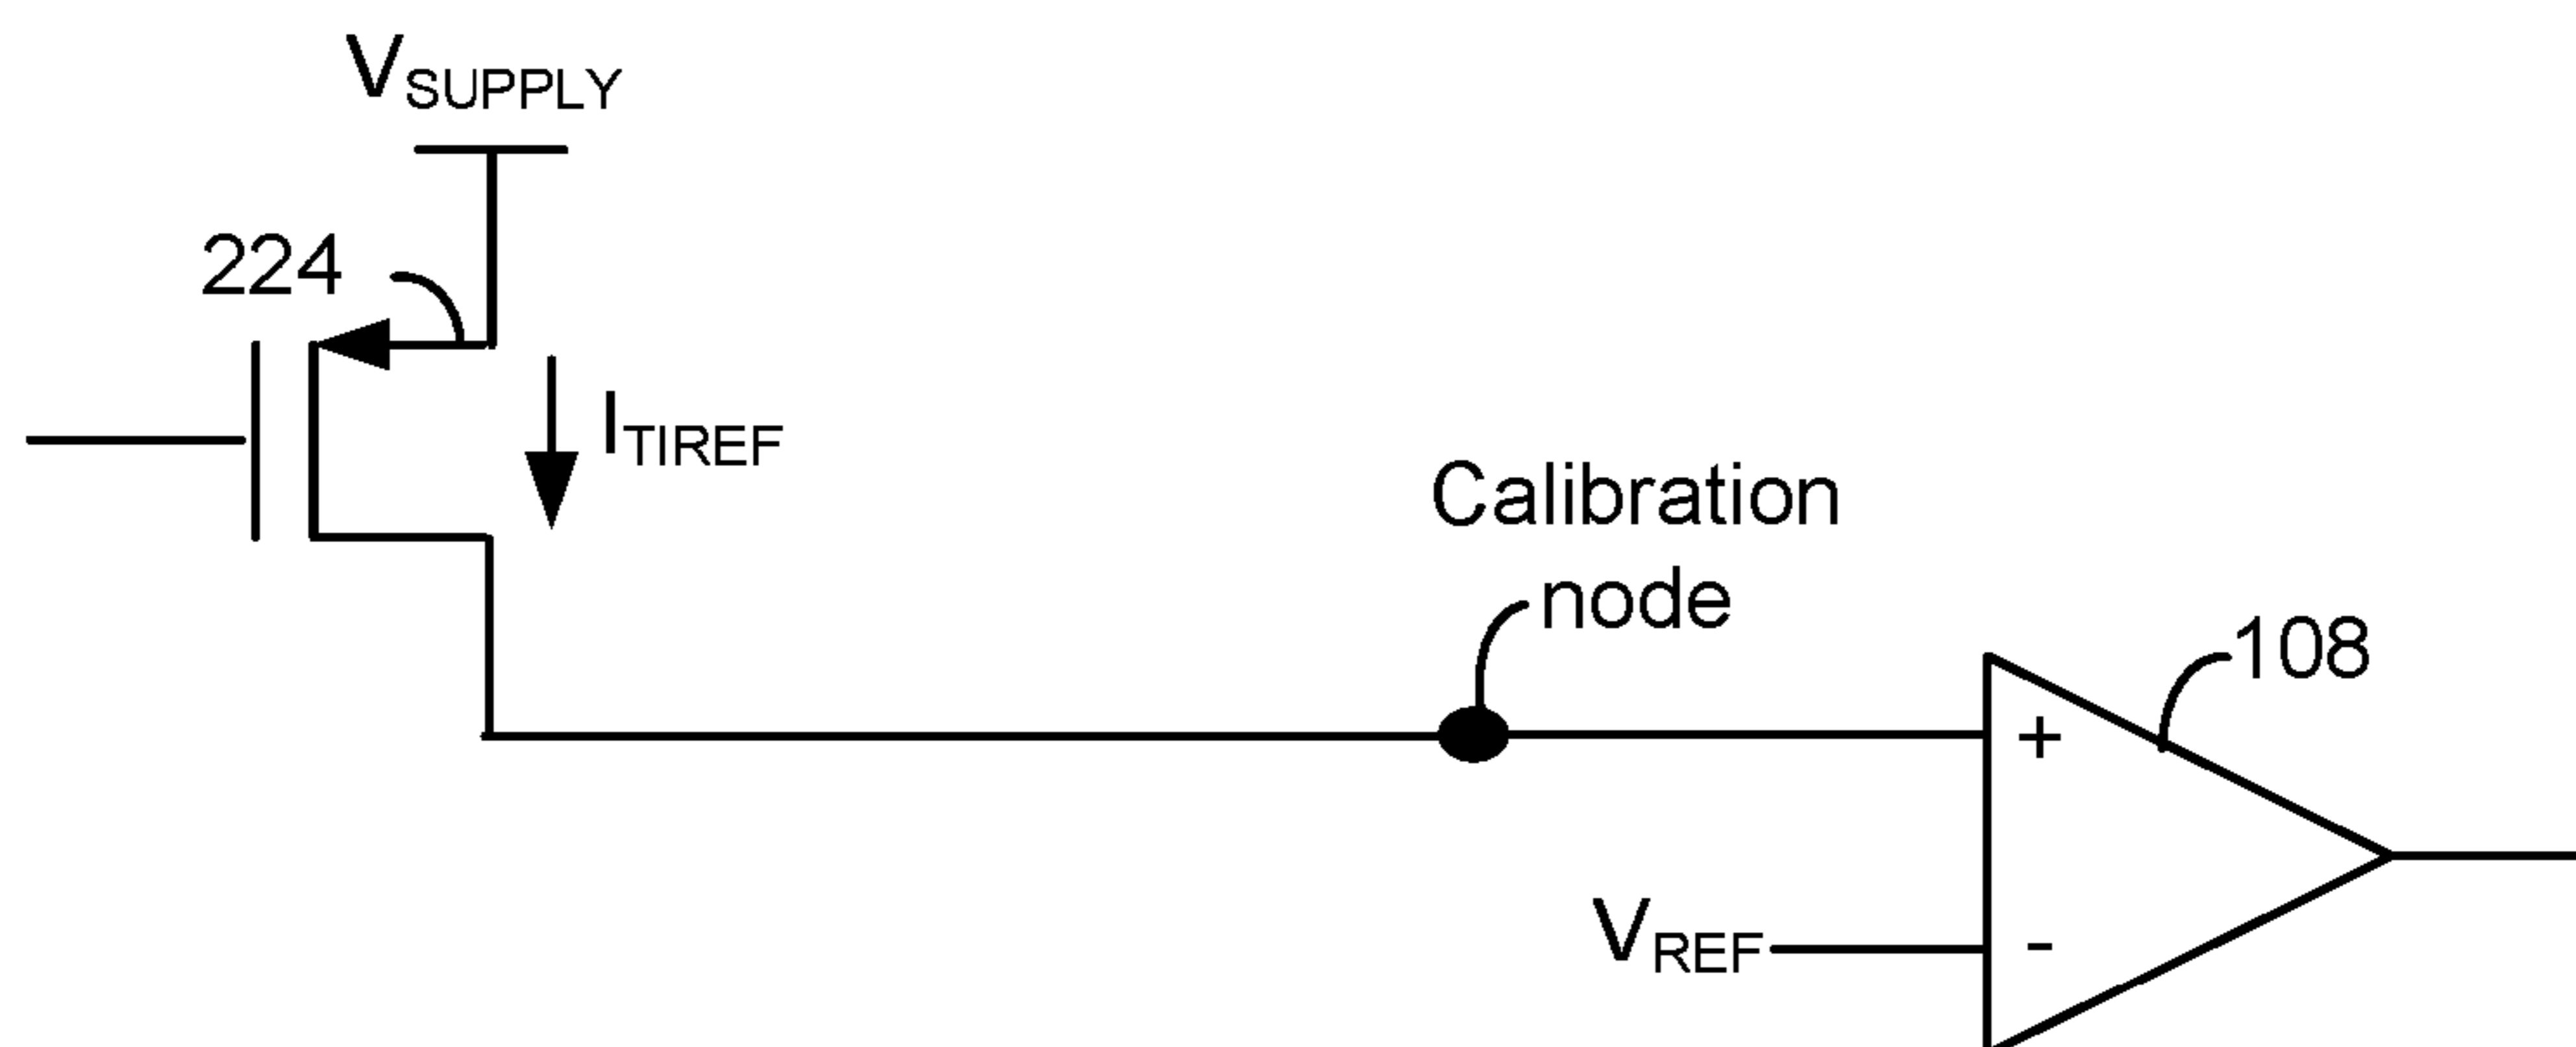 VSUPPLY
224
ITIREF
Calibration
node
108
+
VREF
-